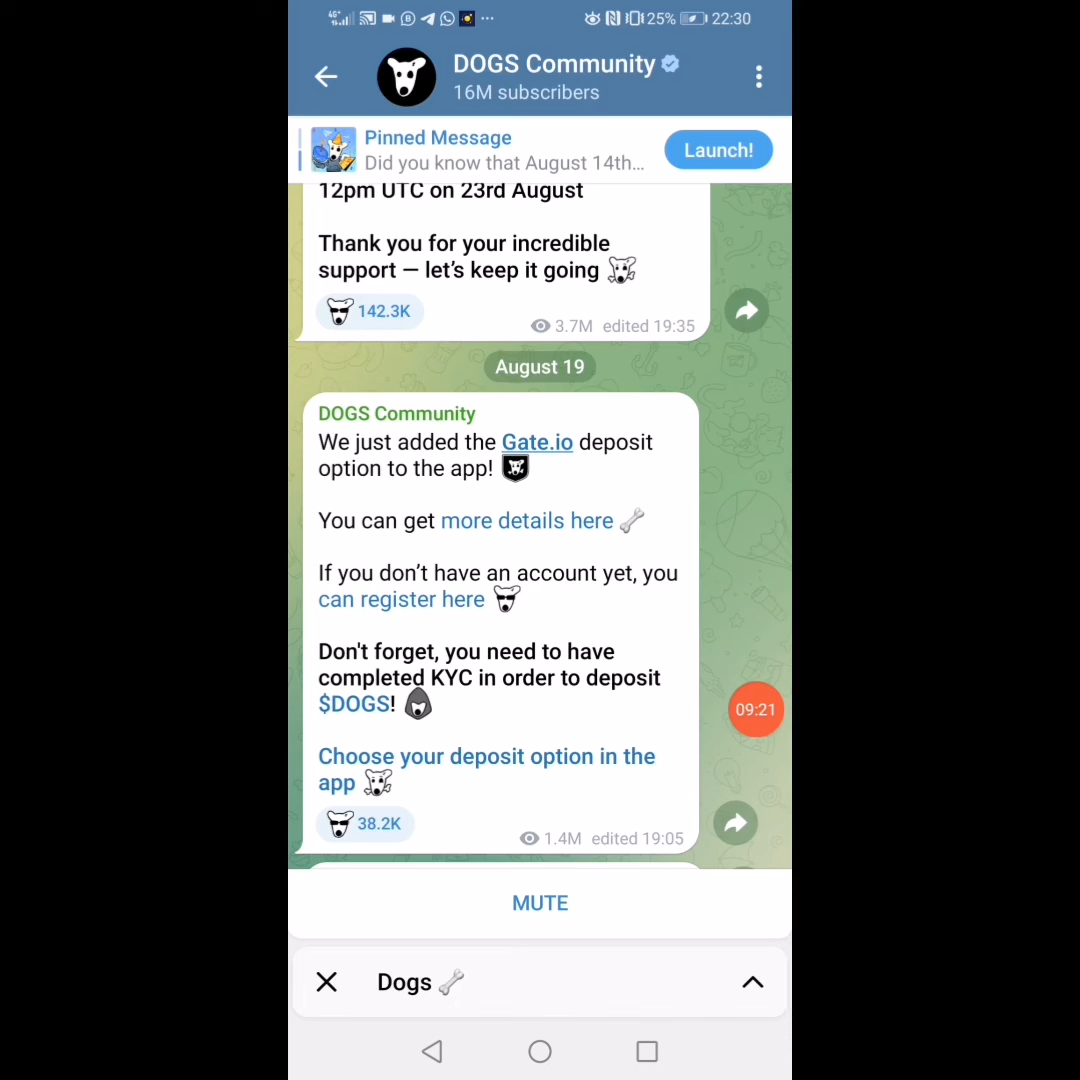 25% 22:30
DOGS Community
16M subscribers
Pinned Message
Did you know that August 14th...
Launch!
12pm UTC on 23rd August
Thank you for your incredible
support — let's keep it going
142.3K
3.7M edited 19:35
August 19
DOGS Community
We just added the Gate.io deposit
option to the app!
You can get more details here
If you don't have an account yet, you
can register here
Don't forget, you need to have
completed KYC in order to deposit
$DOGS!
09:21
Choose your deposit option in the
app
38.2K
1.4M edited 19:05
MUTE
Dogs